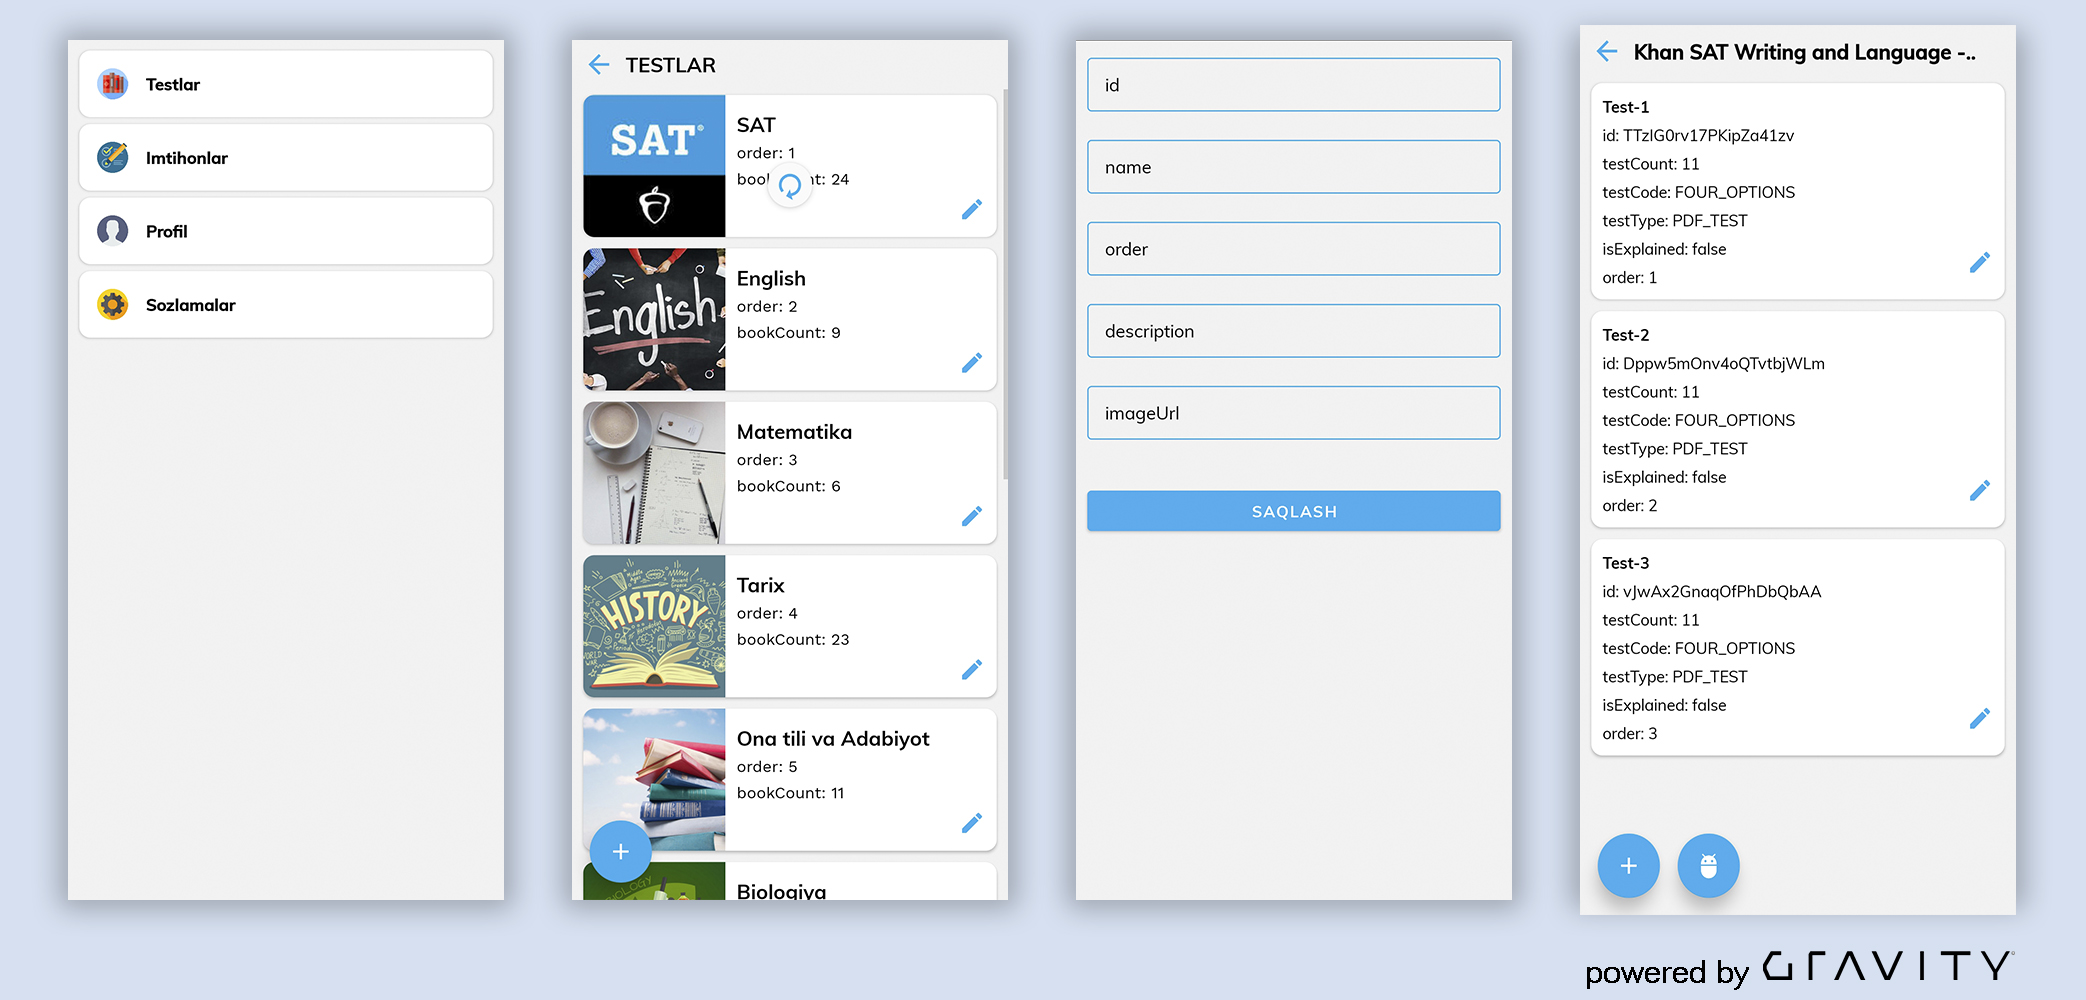 Testlar
Imtihonlar
Profil
Sozlamalar
TESTLAR
SAT
SAT
order: 1
bookCount: 24
English
English
order: 2
bookCount: 9
Matematika
order: 3
bookCount: 6
HISTORY
Tarix
order: 4
bookCount: 23
Ona tili va Adabiyot
order: 5
bookCount: 11
BIOLOGY
Biologiya
id
name
order
description
imageUrl
SAQLASH
Khan SAT Writing and Language -..
Test-1
id: TTzIG0rv17PKipZa41zv
testCount: 11
testCode: FOUR_OPTIONS
testType: PDF_TEST
isExplained: false
order: 1
Test-2
id: Dppw5mOnv4oQTvtbjWLm
testCount: 11
testCode: FOUR_OPTIONS
testType: PDF_TEST
isExplained: false
order: 2
Test-3
id: vJwAx2GnaqOfPhDbQbAA
testCount: 11
testCode: FOUR_OPTIONS
testType: PDF_TEST
isExplained: false
order: 3
powered by GRAVITY